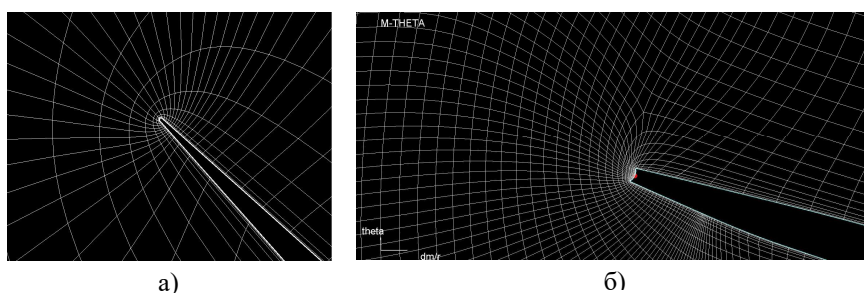 M-THETA
theta
dm/r
а)
б)